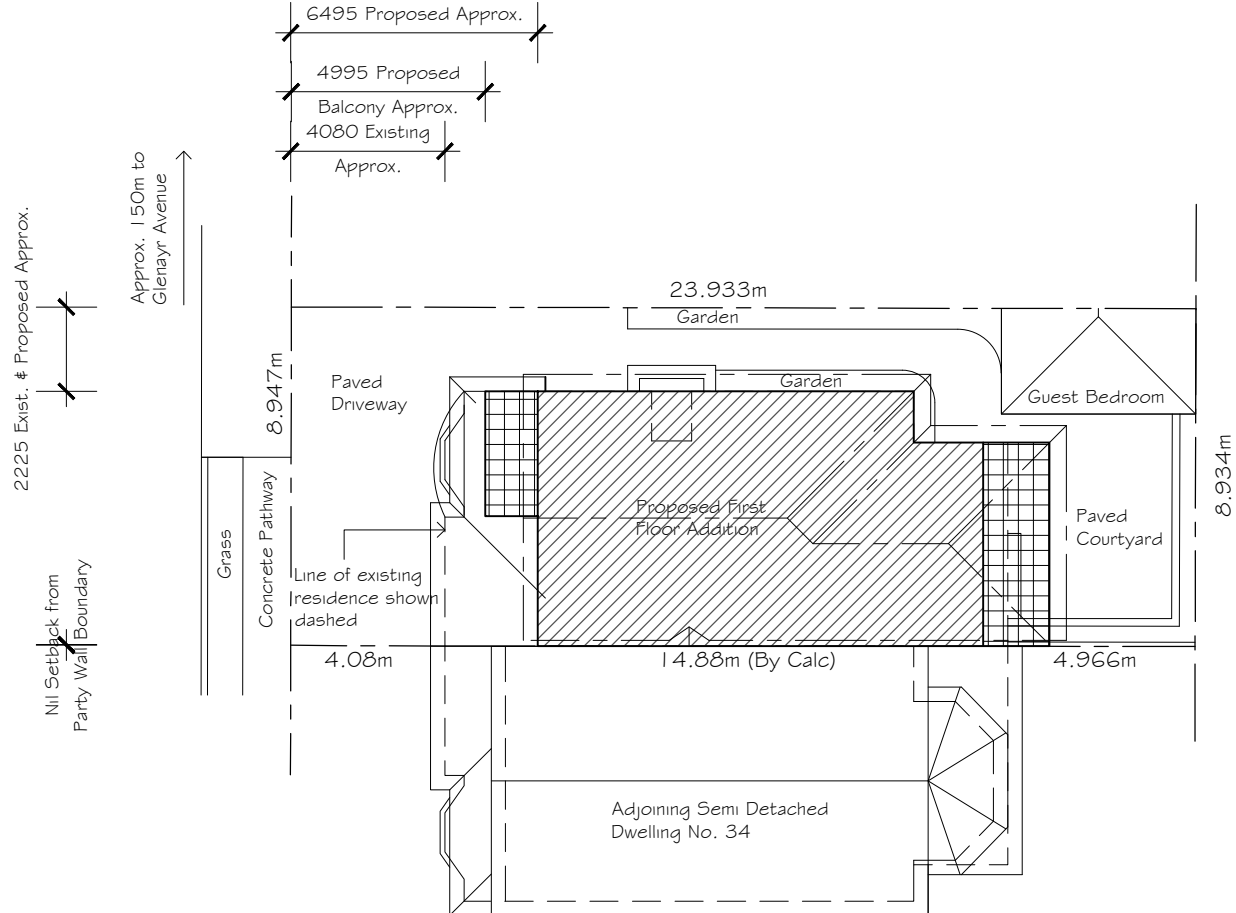 6495 Proposed Approx.
4995 Proposed
Balcony Approx.
4080 Existing
Approx.
Approx. 150m to
Glenayr Avenue
2225 Exist. & Proposed Approx.
23.933m
Garden
8.947m
Paved
Driveway
Garden
Guest Bedroom
8.934m
Proposed First
Floor Addition
Paved
Courtyard
Grass
Concrete Pathway
Line of existing
residence shown
dashed
Nil Setback from
Party Wall Boundary
4.08m
14.88m (By Calc)
4.966m
Adjoining Semi Detached
Dwelling No. 34